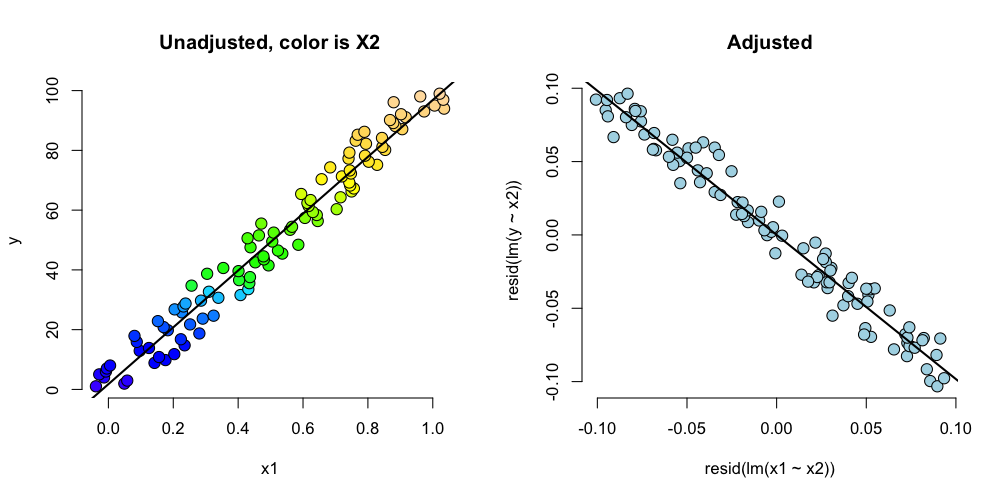 Unadjusted, color is X2
y
100
80
60
40
20
0
0.0 0.2 0.4 0.6 0.8 1.0
x1
Adjusted
resid(lm(y ~ x2))
0.10
0.05
0.00
-0.05
-0.10
-0.10 -0.05 0.00 0.05 0.10
resid(lm(x1 ~ x2))